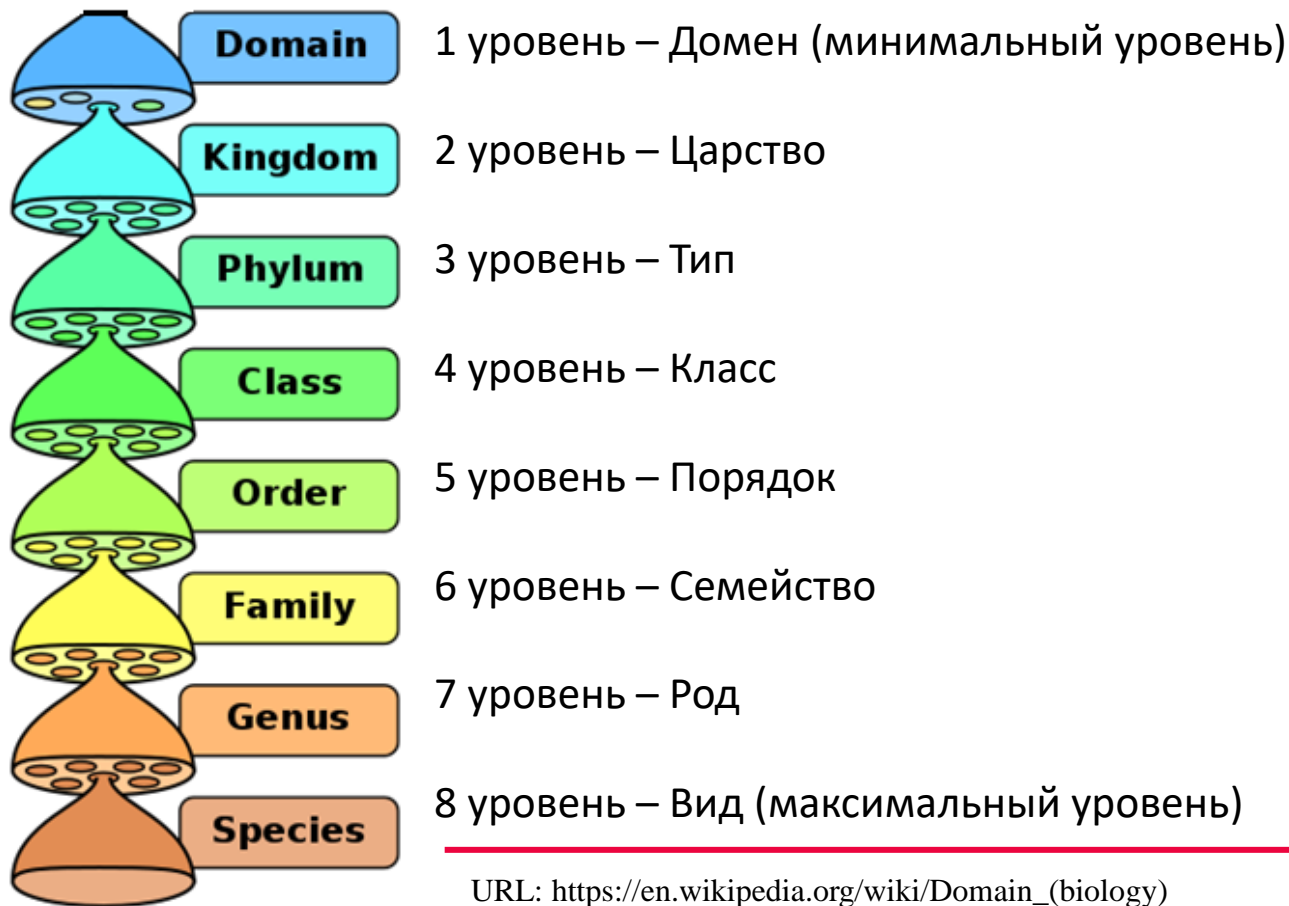 Domain 1 уровень – Домен (минимальный уровень)
Kingdom 2 уровень – Царство
Phylum 3 уровень – Тип
Class 4 уровень – Класс
Order 5 уровень – Порядок
Family 6 уровень – Семейство
Genus 7 уровень – Род
Species 8 уровень – Вид (максимальный уровень)
URL: https://en.wikipedia.org/wiki/Domain_(biology)